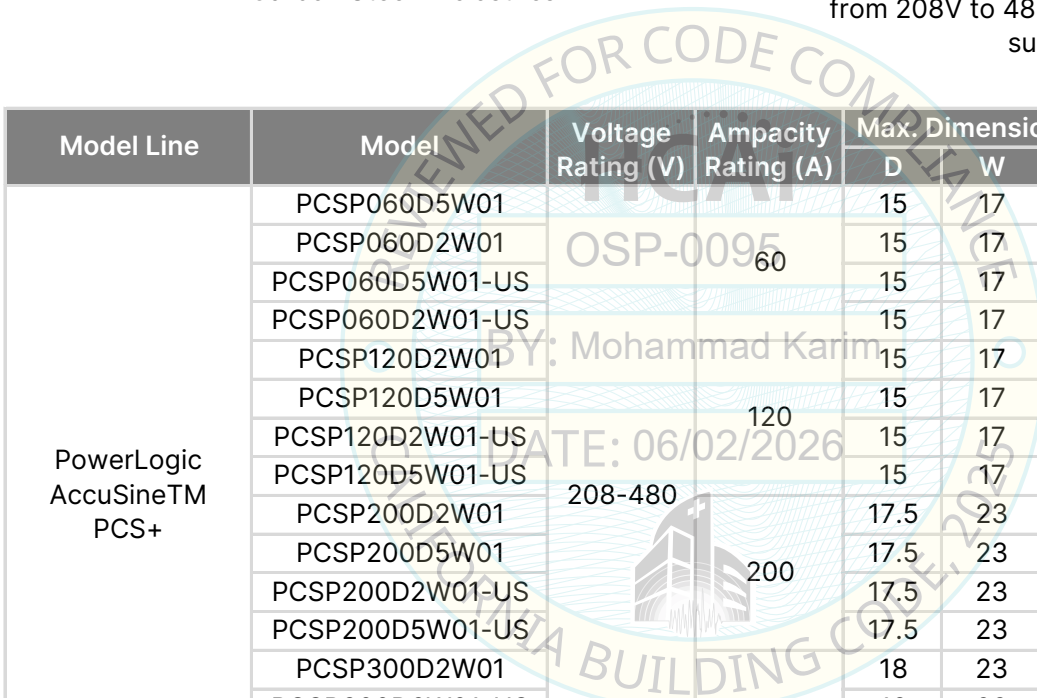 from 208V to 48
su
Model Line Model Voltage Rating (V) Ampacity Rating (A) Max. Dimensio
D W
PCSP060D5W01 15 17
PCSP060D2W01 15 17
60
PCSP060D5W01-US 15 17
PCSP060D2W01-US 15 17
PCSP120D2W01 15 17
PCSP120D5W01 15 17
120
PCSP120D2W01-US 15 17
PCSP120D5W01-US 15 17
PowerLogic
AccuSineTM
PCS+
208-480
PCSP200D2W01 17.5 23
PCSP200D5W01 17.5 23
200
PCSP200D2W01-US 17.5 23
PCSP200D5W01-US 17.5 23
PCSP300D2W01 18 23
REVIEWED FOR CODE COMPLIANCE
HCAi
OSP-0095
BY: Mohammad Karim
DATE: 06/02/2026
CALIFORNIA BUILDING CODE, 2025